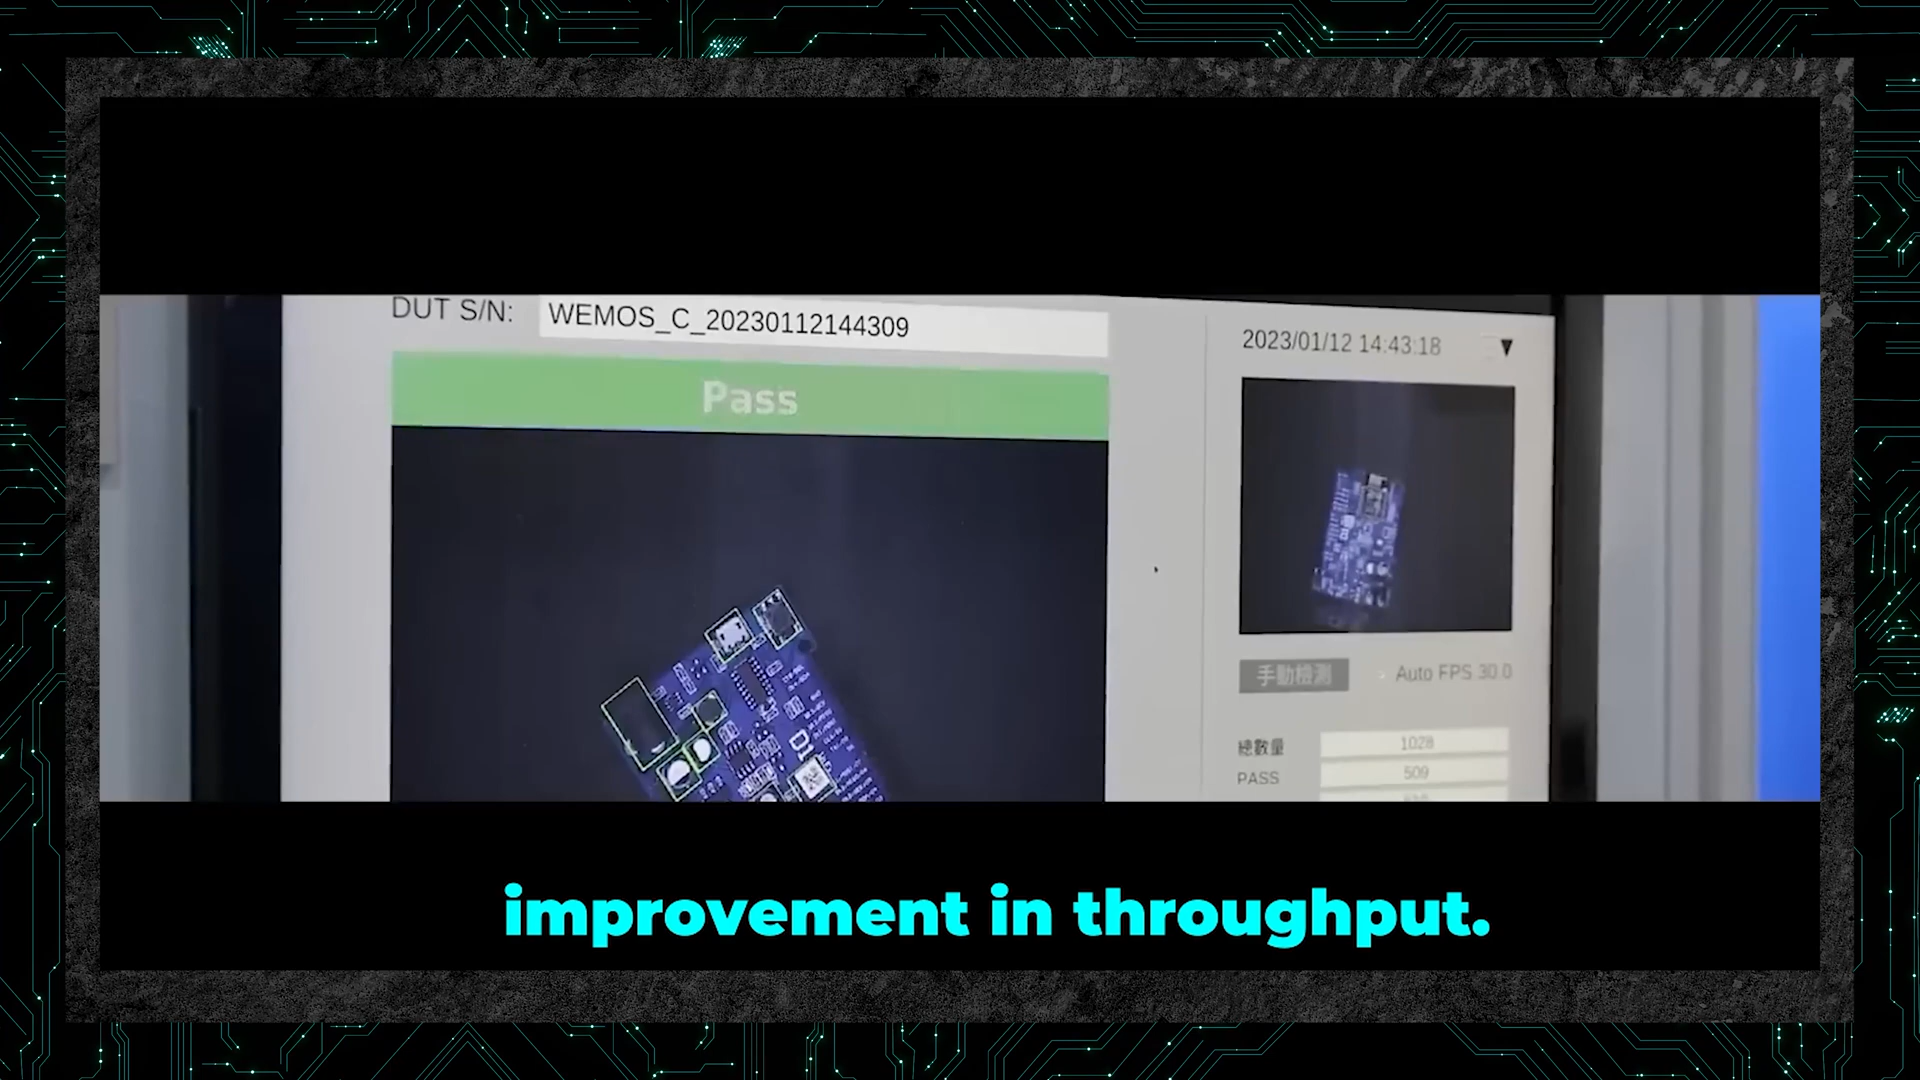 DUT S/N: WEMOS_C_20230112144309
2023/01/12 14:43:18
Pass
手動檢測 Auto FPS 30.0
總數量 1028
PASS 509
improvement in throughput.